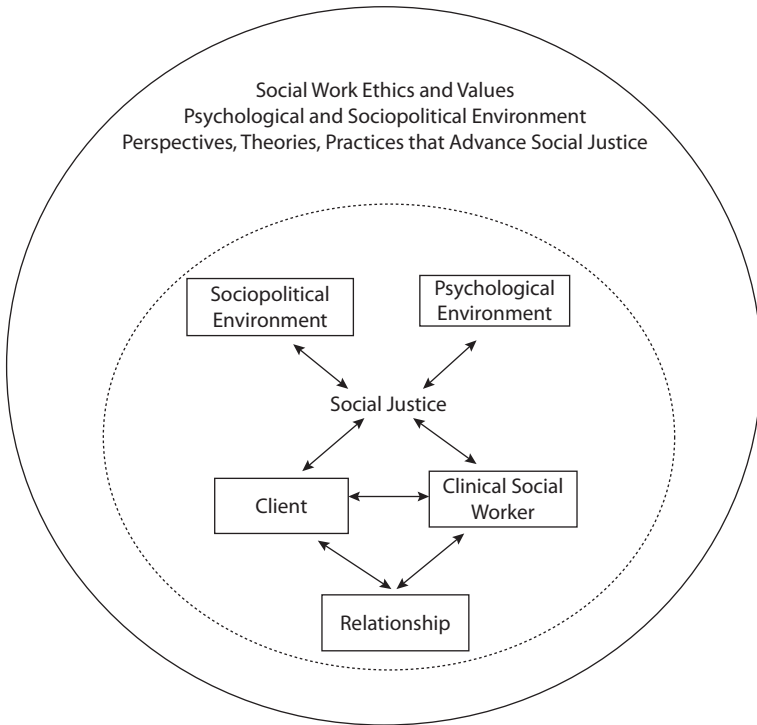 Social Work Ethics and Values
Psychological and Sociopolitical Environment
Perspectives, Theories, Practices that Advance Social Justice
Sociopolitical
Environment
Psychological
Environment
Social Justice
Client
Clinical Social
Worker
Relationship